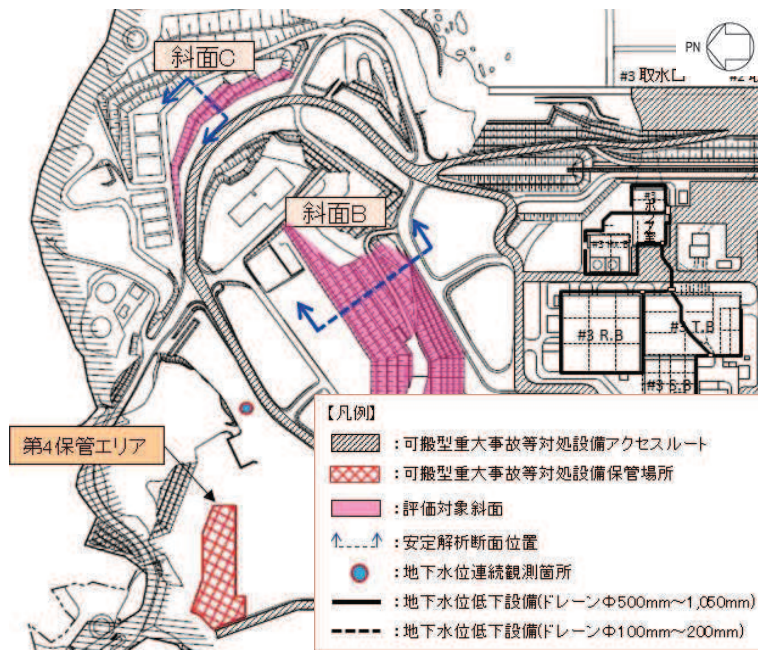 斜面C
PN
#3 取水口
斜面B
#3
ポンプ室
#3 R.B
#3 T.B
#3 S.B
第4保管エリア
【凡例】
:可搬型重大事故等対処設備アクセスルート
:可搬型重大事故等対処設備保管場所
:評価対象斜面
:安定解析断面位置
:地下水位連続観測箇所
:地下水位低下設備(ドレーンΦ500mm~1,050mm)
:地下水位低下設備(ドレーンΦ100mm~200mm)